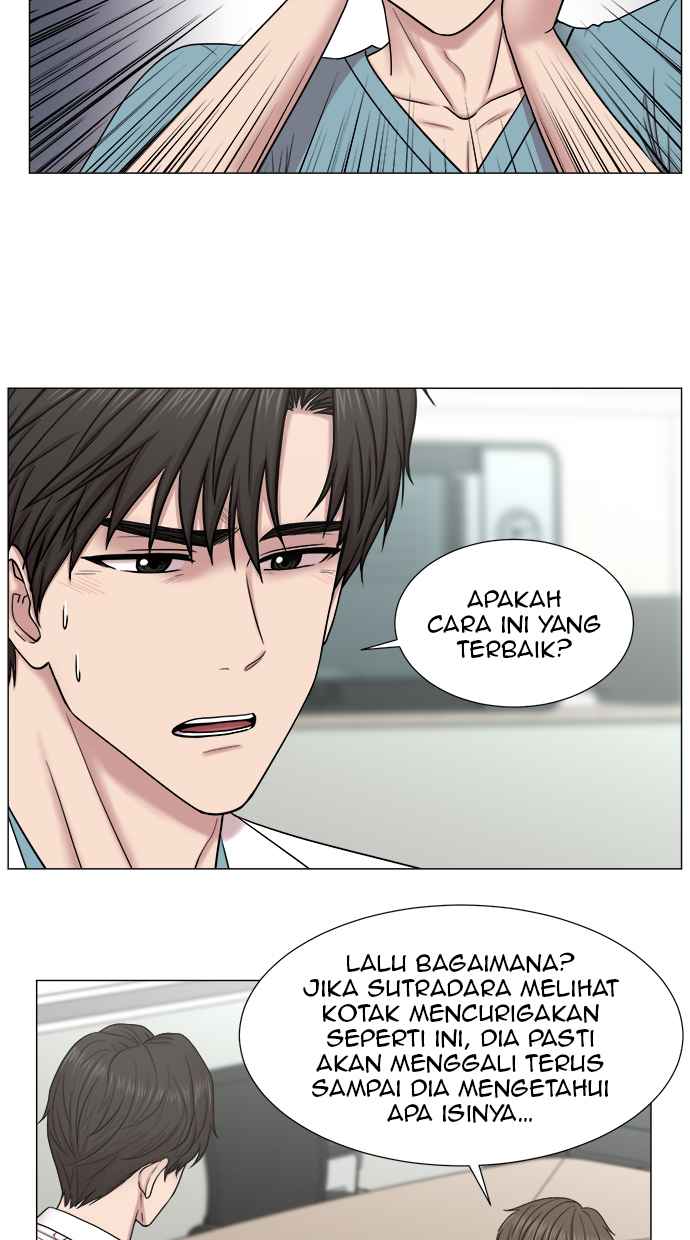 APAKAH
CARA INI YANG
TERBAIK?
LALU BAGAIMANA?
JIKA SUTRADARA MELIHAT
KOTAK MENCURIGAKAN
SEPERTI INI, DIA PASTI
AKAN MENGGALI TERUS
SAMPAI DIA MENGETAHUI
APA ISINYA...